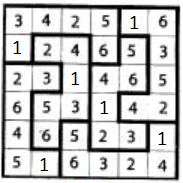 3 4 2 5 1 6
1 2 4 6 5 3
2 3 1 4 6 5
6 5 3 1 4 2
4 6 5 2 3 1
5 1 6 3 2 4